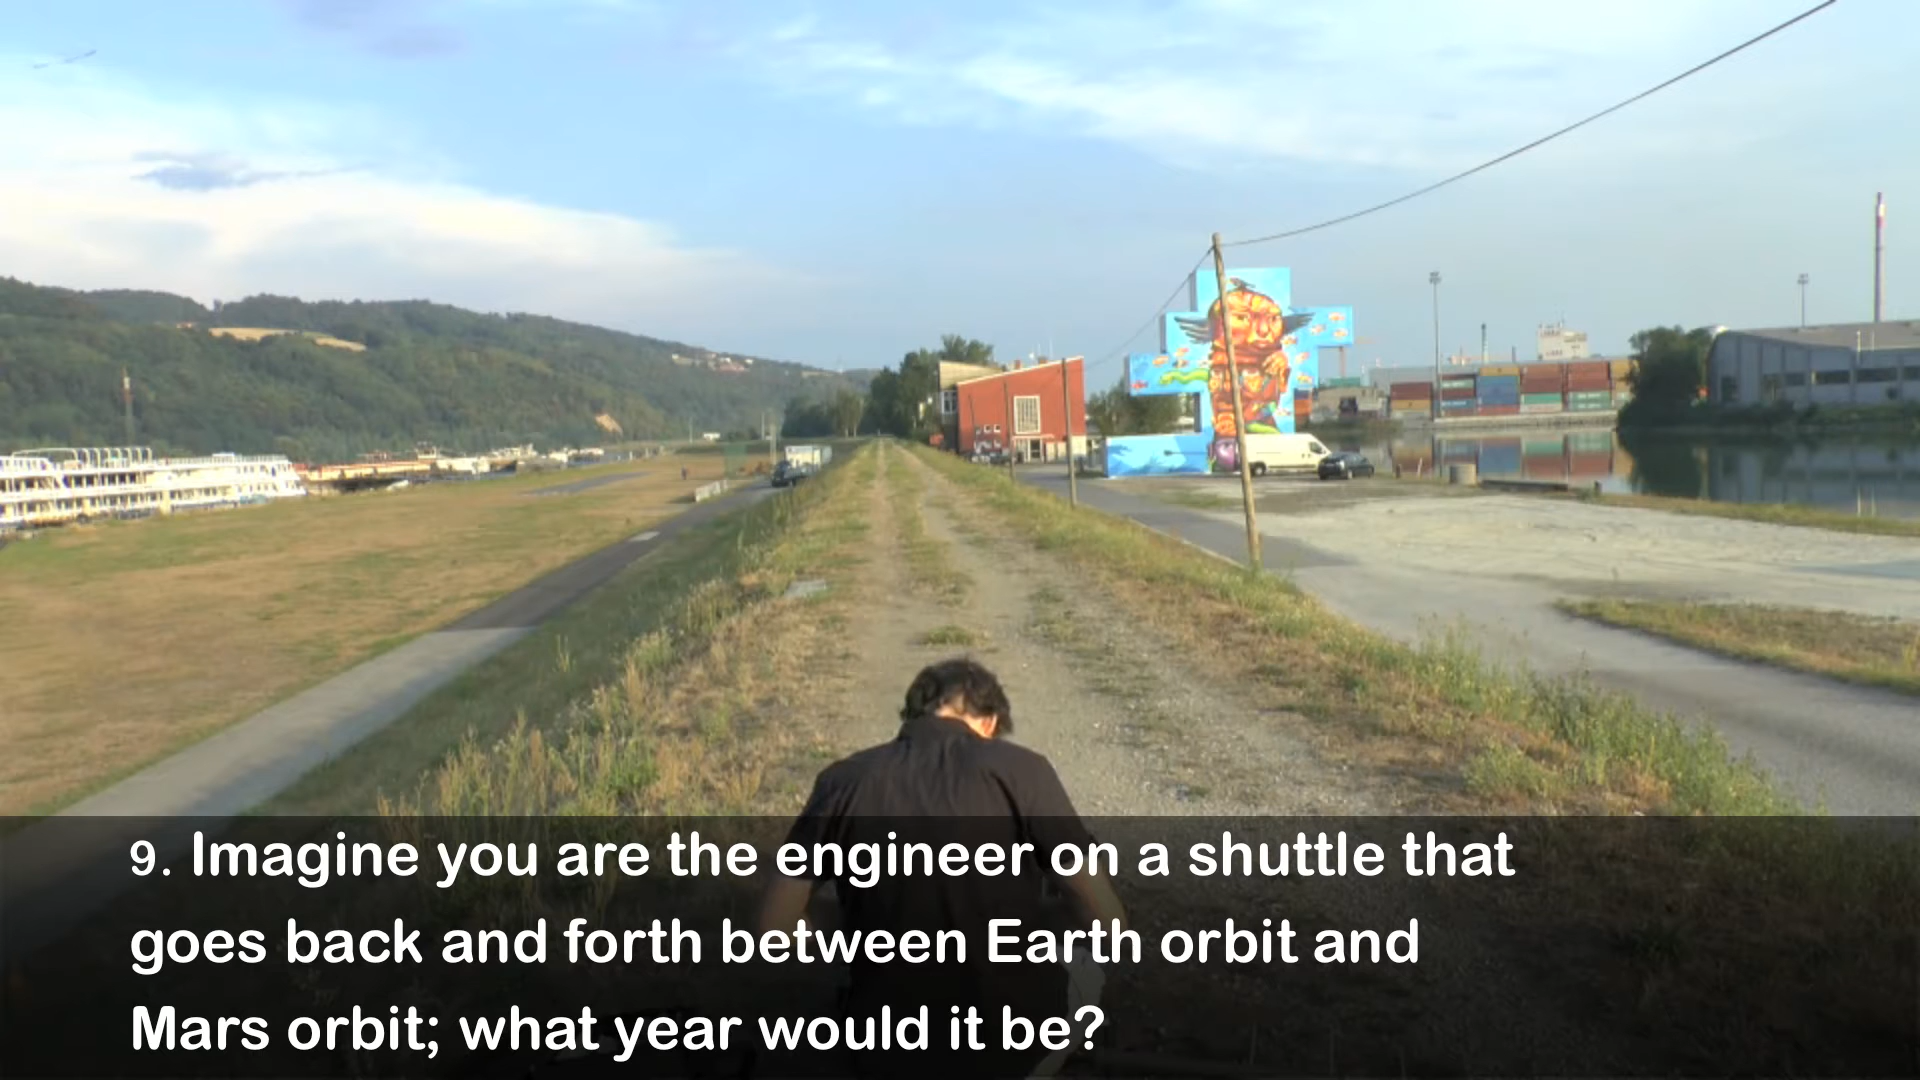 9. Imagine you are the engineer on a shuttle that
goes back and forth between Earth orbit and
Mars orbit; what year would it be?